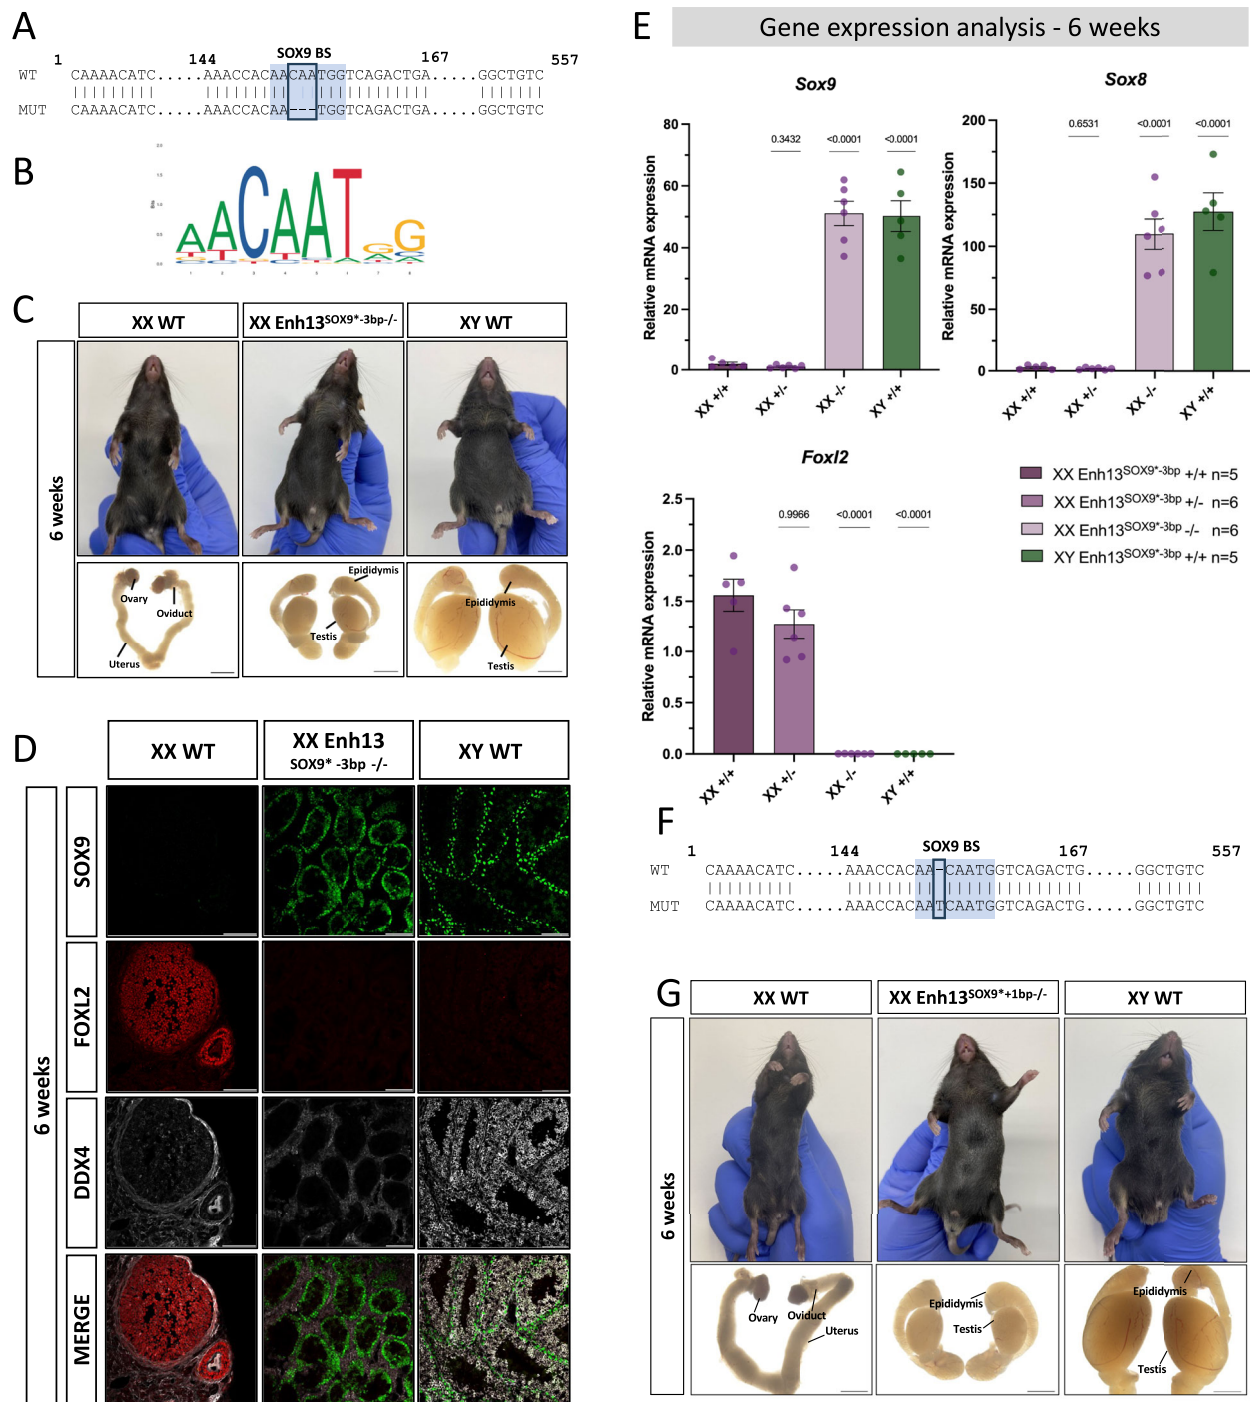 A
SOX9 BS
1 144 167 557
WT CAAAACATC.....AAACCACAACAATGGTCAGACTGA.....GGCTGTC
MUT CAAAACATC.....AAACCACAA---TGGTCAGACTGA.....GGCTGTC
B
C
XX WT
XX Enh13SOX9*-3bp-/-
XY WT
6 weeks
Ovary
Oviduct
Uterus
Epididymis
Testis
Epididymis
Testis
D
XX WT
XX Enh13
SOX9* -3bp -/-
XY WT
6 weeks
SOX9
FOXL2
DDX4
MERGE
E
Gene expression analysis - 6 weeks
Sox9
Relative mRNA expression
80
60
40
20
0
0.3432
<0.0001
<0.0001
XX +/+
XX +/-
XX -/-
XY +/+
Sox8
Relative mRNA expression
200
150
100
50
0
0.6531
<0.0001
<0.0001
XX +/+
XX +/-
XX -/-
XY +/+
Foxl2
Relative mRNA expression
2.5
2.0
1.5
1.0
0.5
0.0
0.9966
<0.0001
<0.0001
XX +/+
XX +/-
XX -/-
XY +/+
XX Enh13SOX9*-3bp +/+ n=5
XX Enh13SOX9*-3bp +/- n=6
XX Enh13SOX9*-3bp -/- n=6
XY Enh13SOX9*-3bp +/+ n=5
F
SOX9 BS
1 144 167 557
WT CAAAACATC.....AAACCACAA-CAATGGTCAGACTG.....GGCTGTC
MUT CAAAACATC.....AAACCACAATCAATGGTCAGACTG.....GGCTGTC
G
XX WT
XX Enh13SOX9*+1bp-/-
XY WT
6 weeks
Ovary
Oviduct
Uterus
Epididymis
Testis
Epididymis
Testis